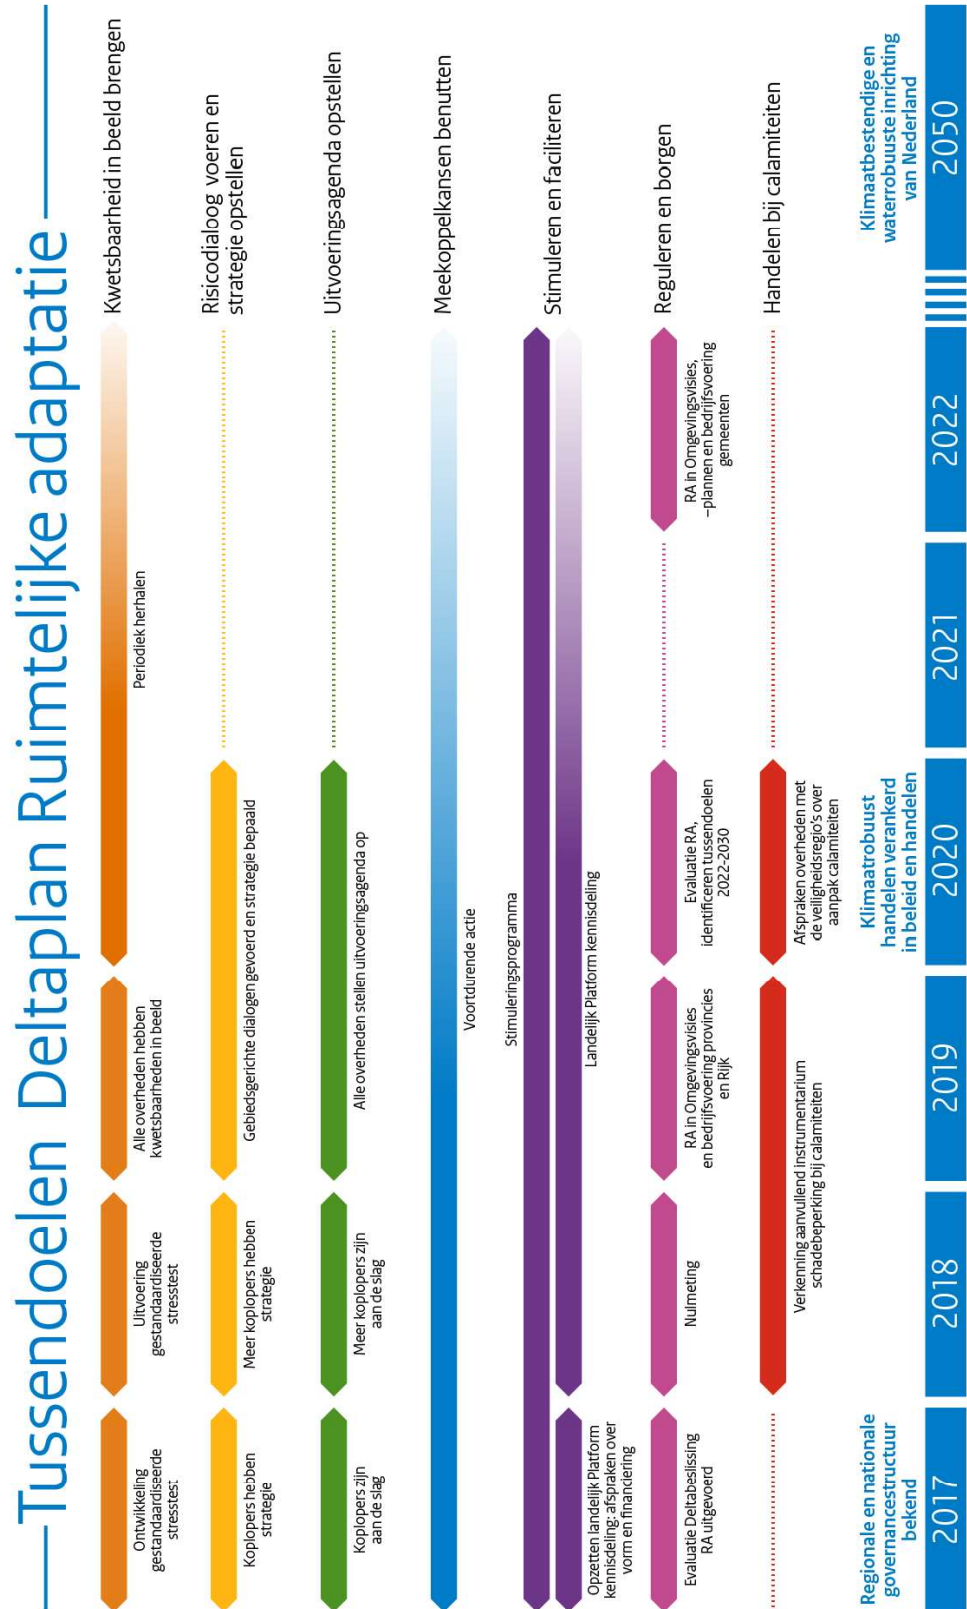 Tussendoelen Deltaplan Ruimtelijke adaptatie
Kwetsbaarheid in beeld brengen
Ontwikkeling
gestandaardiseerde
stresstest
Uitvoering
gestandaardiseerde
stresstest
Alle overheden hebben
kwetsbaarheden in beeld
Periodiek herhalen
Risicodialoog voeren en
strategie opstellen
Koplopers hebben
strategie
Meer koplopers hebben
strategie
Gebiedsgerichte dialogen gevoerd en strategie bepaald
Uitvoeringsagenda opstellen
Koplopers zijn
aan de slag
Meer koplopers zijn
aan de slag
Alle overheden stellen uitvoeringsagenda op
Meekoppelkansen benutten
Voortdurende actie
Stimuleringsprogramma
Stimuleren en faciliteren
Opzetten landelijk Platform
kennisdeling; afspraken over
vorm en financiering
Landelijk Platform kennisdeling
Reguleren en borgen
Evaluatie Deltabeslissing
RA uitgevoerd
Nulmeting
RA in Omgevingsvisies
en bedrijfsvoering provincies
en Rijk
Evaluatie RA,
identificeren tussendoelen
2022-2030
RA in Omgevingsvisies,
–plannen en bedrijfsvoering
gemeenten
Handelen bij calamiteiten
Verkenning aanvullend instrumentarium
schadebeperking bij calamiteiten
Afspraken overheden met
de veiligheidsregio's over
aanpak calamiteiten
Regionale en nationale
governancestructuur
bekend
Klimaatrobuust
handelen verankerd
in beleid en handelen
Klimaatbestendige en
waterrobuuste inrichting
van Nederland
2017
2018
2019
2020
2021
2022
2050